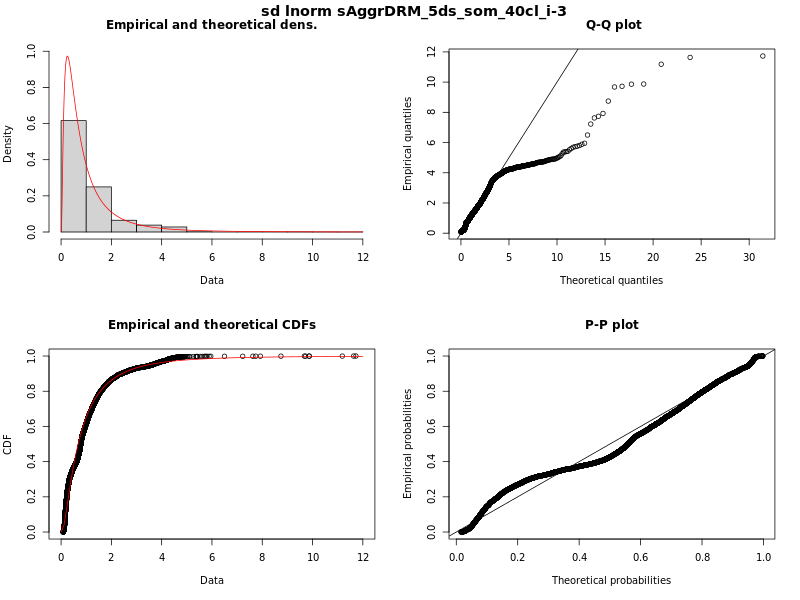 sd lnorm sAggrDRM_5ds_som_40cl_i-3
Empirical and theoretical dens.
Density
0.0 0.2 0.4 0.6 0.8 1.0
0 2 4 6 8 10 12
Data
Q-Q plot
Empirical quantiles
0 2 4 6 8 10 12
0 5 10 15 20 25 30
Theoretical quantiles
Empirical and theoretical CDFs
CDF
0.0 0.2 0.4 0.6 0.8 1.0
0 2 4 6 8 10 12
Data
P-P plot
Empirical probabilities
0.0 0.2 0.4 0.6 0.8 1.0
0.0 0.2 0.4 0.6 0.8 1.0
Theoretical probabilities